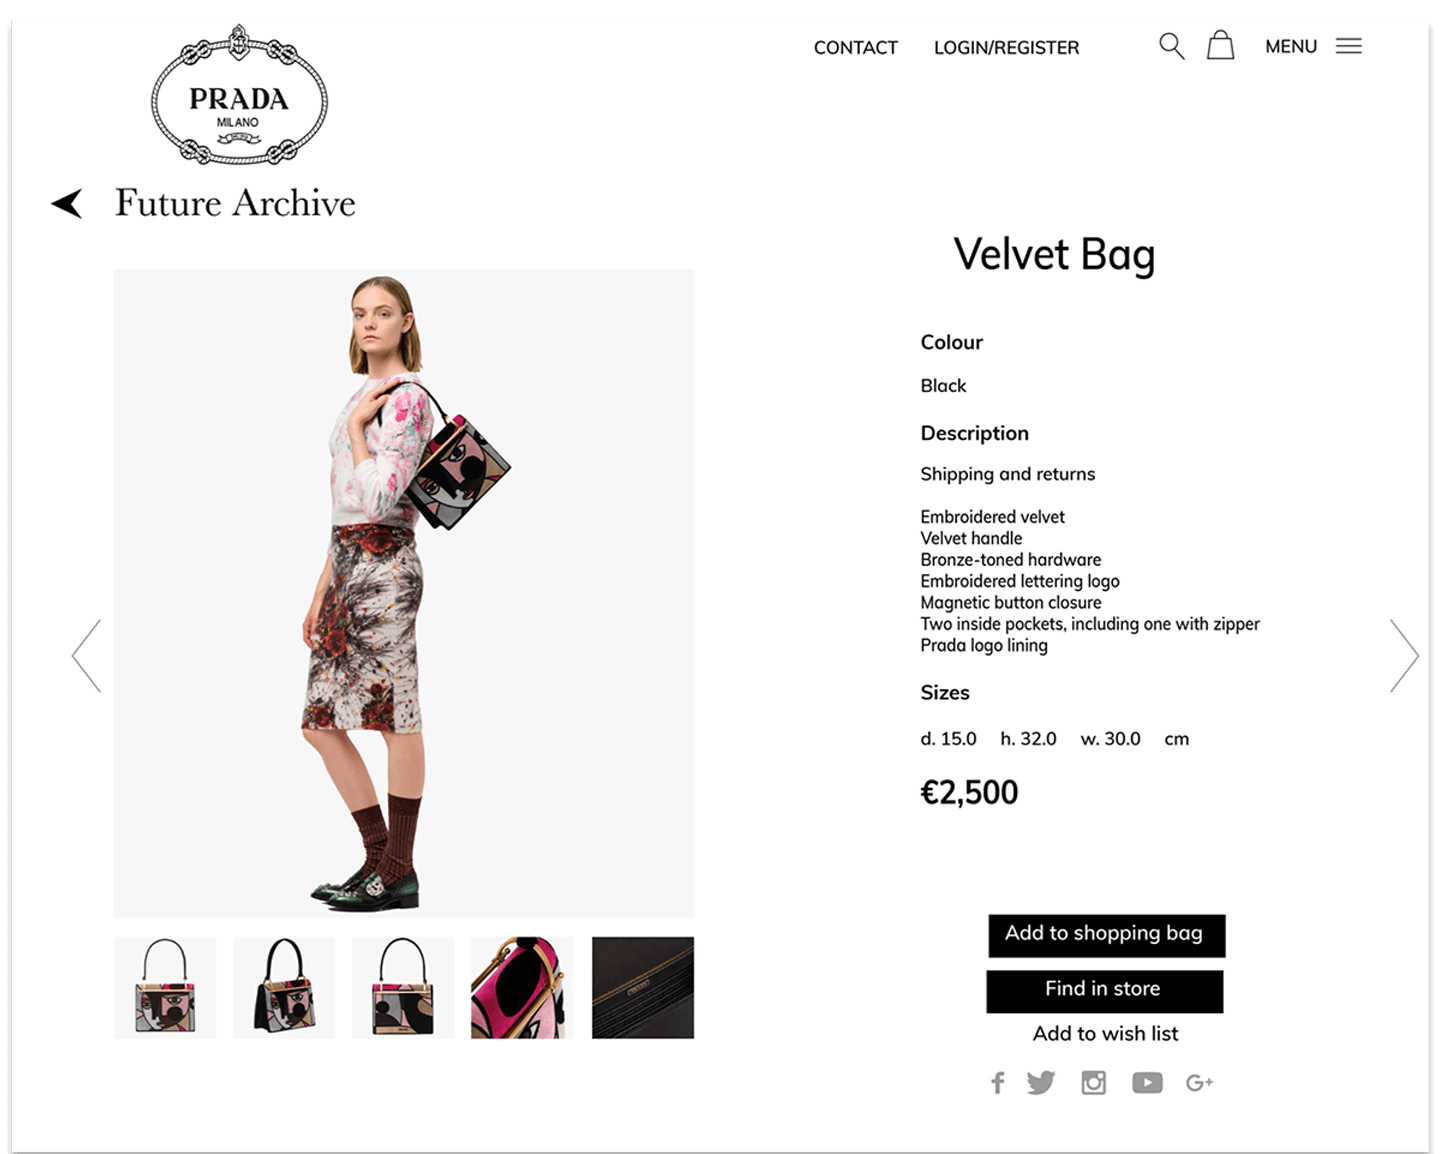 PRADA
MILANO
CONTACT
LOGIN/REGISTER
MENU
Future Archive
Velvet Bag
Colour
Black
Description
Shipping and returns
Embroidered velvet
Velvet handle
Bronze-toned hardware
Embroidered lettering logo
Magnetic button closure
Two inside pockets, including one with zipper
Prada logo lining
Sizes
d. 15.0 h. 32.0 w. 30.0 cm
€2,500
Add to shopping bag
Find in store
Add to wish list
f
G+